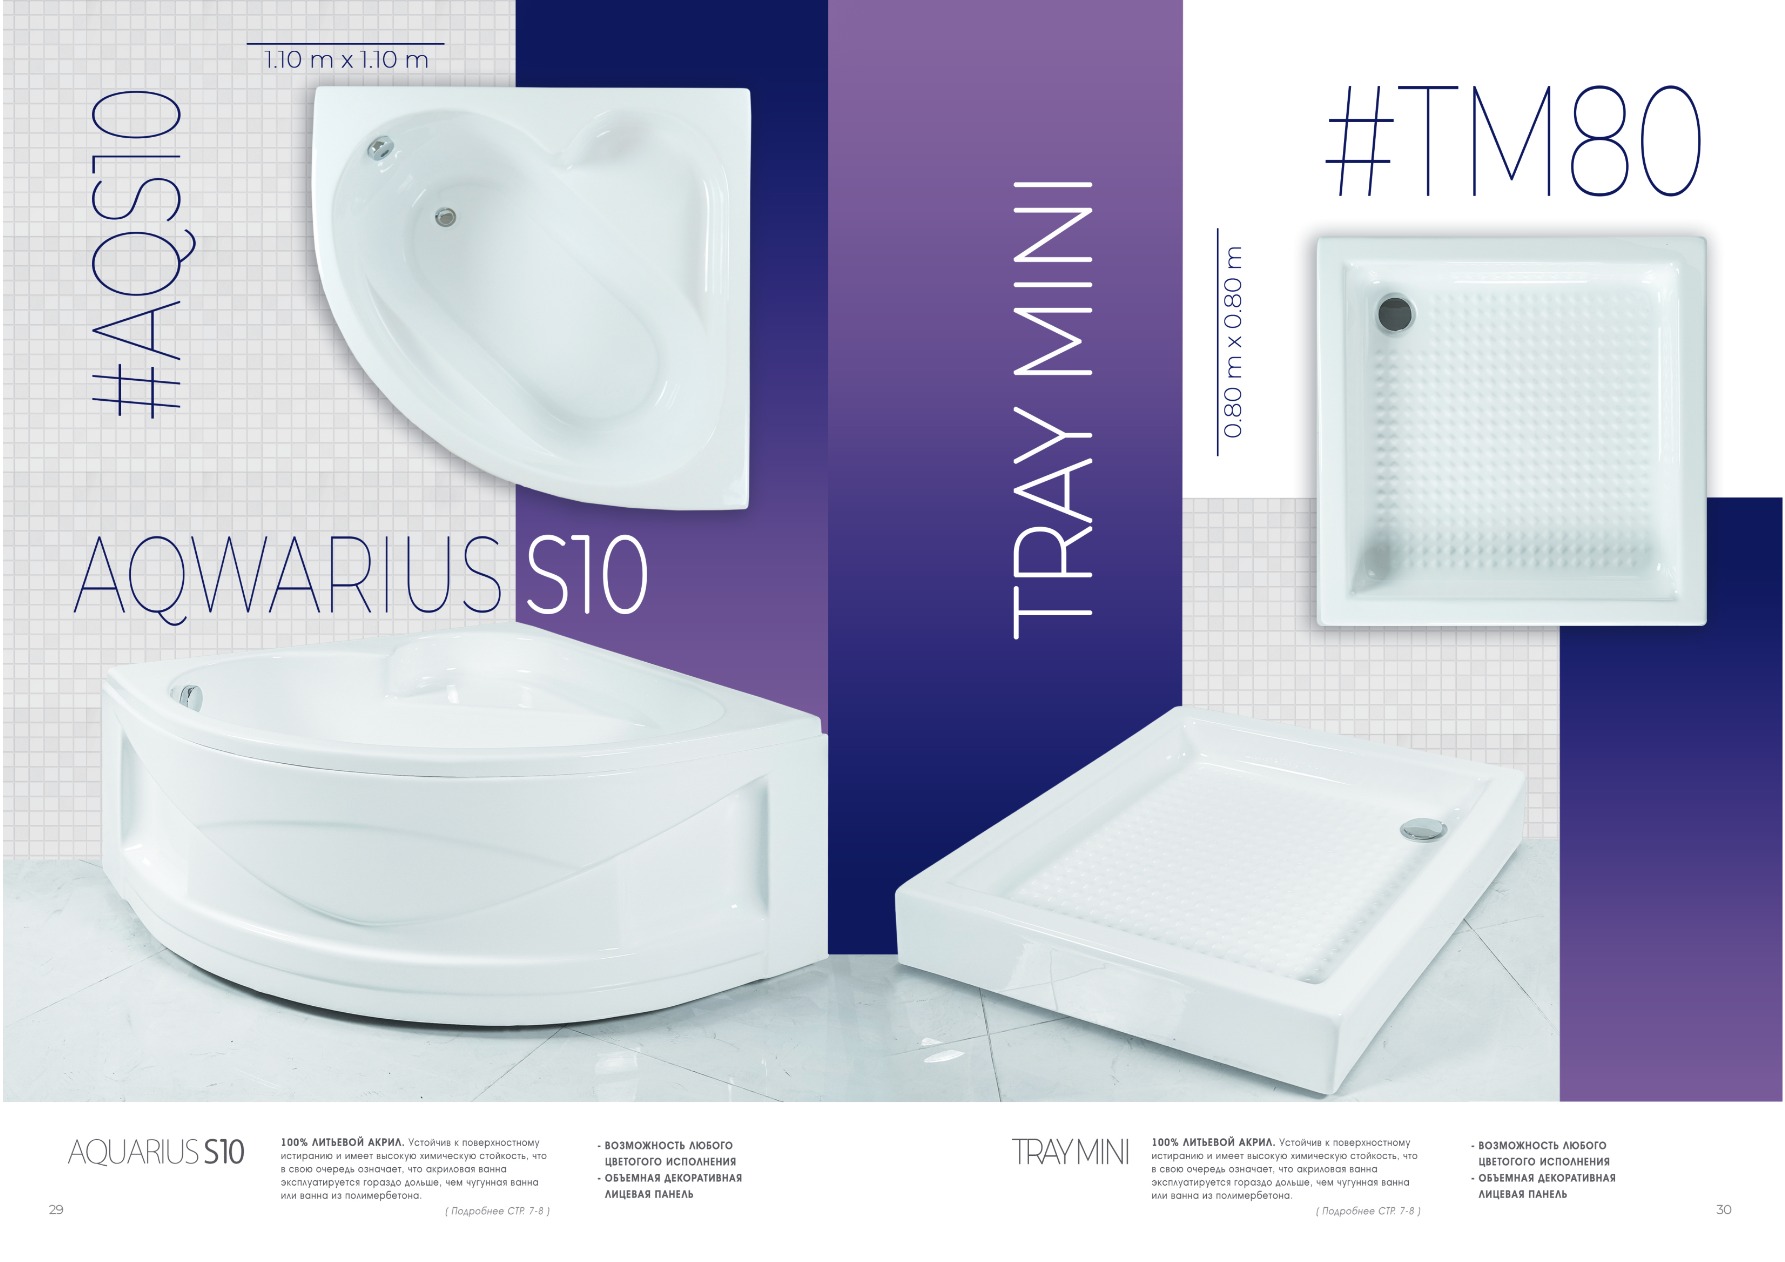 1.10 m x 1.10 m
#AQS10
AQWARIUS S10
AQUARIUS S10
100% ЛИТЬЕВОЙ АКРИЛ. Устойчив к поверхностному
истиранию и имеет высокую химическую стойкость, что
в свою очередь означает, что акриловая ванна
эксплуатируется гораздо дольше, чем чугунная ванна
или ванна из полимербетона.
( Подробнее СТР. 7-8 )
- ВОЗМОЖНОСТЬ ЛЮБОГО
ЦВЕТОГОГО ИСПОЛНЕНИЯ
- ОБЪЕМНАЯ ДЕКОРАТИВНАЯ
ЛИЦЕВАЯ ПАНЕЛЬ
29
TRAY MINI
#TM80
0.80 m x 0.80 m
TRAY MINI
100% ЛИТЬЕВОЙ АКРИЛ. Устойчив к поверхностному
истиранию и имеет высокую химическую стойкость, что
в свою очередь означает, что акриловая ванна
эксплуатируется гораздо дольше, чем чугунная ванна
или ванна из полимербетона.
( Подробнее СТР. 7-8 )
- ВОЗМОЖНОСТЬ ЛЮБОГО
ЦВЕТОГОГО ИСПОЛНЕНИЯ
- ОБЪЕМНАЯ ДЕКОРАТИВНАЯ
ЛИЦЕВАЯ ПАНЕЛЬ
30